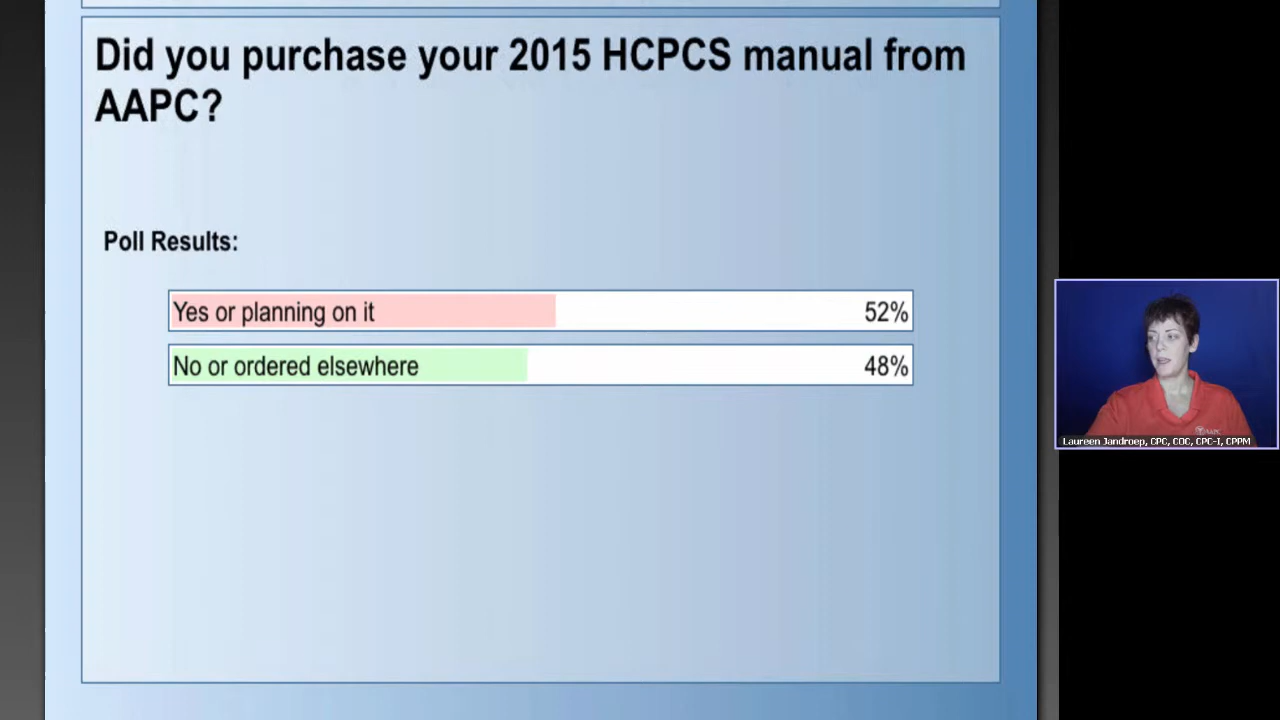 Did you purchase your 2015 HCPCS manual from
AAPC?
Poll Results:
Yes or planning on it 52%
No or ordered elsewhere 48%
AAPC
Laureen Jandroep, CPC, COC, CPC-I, CPPM